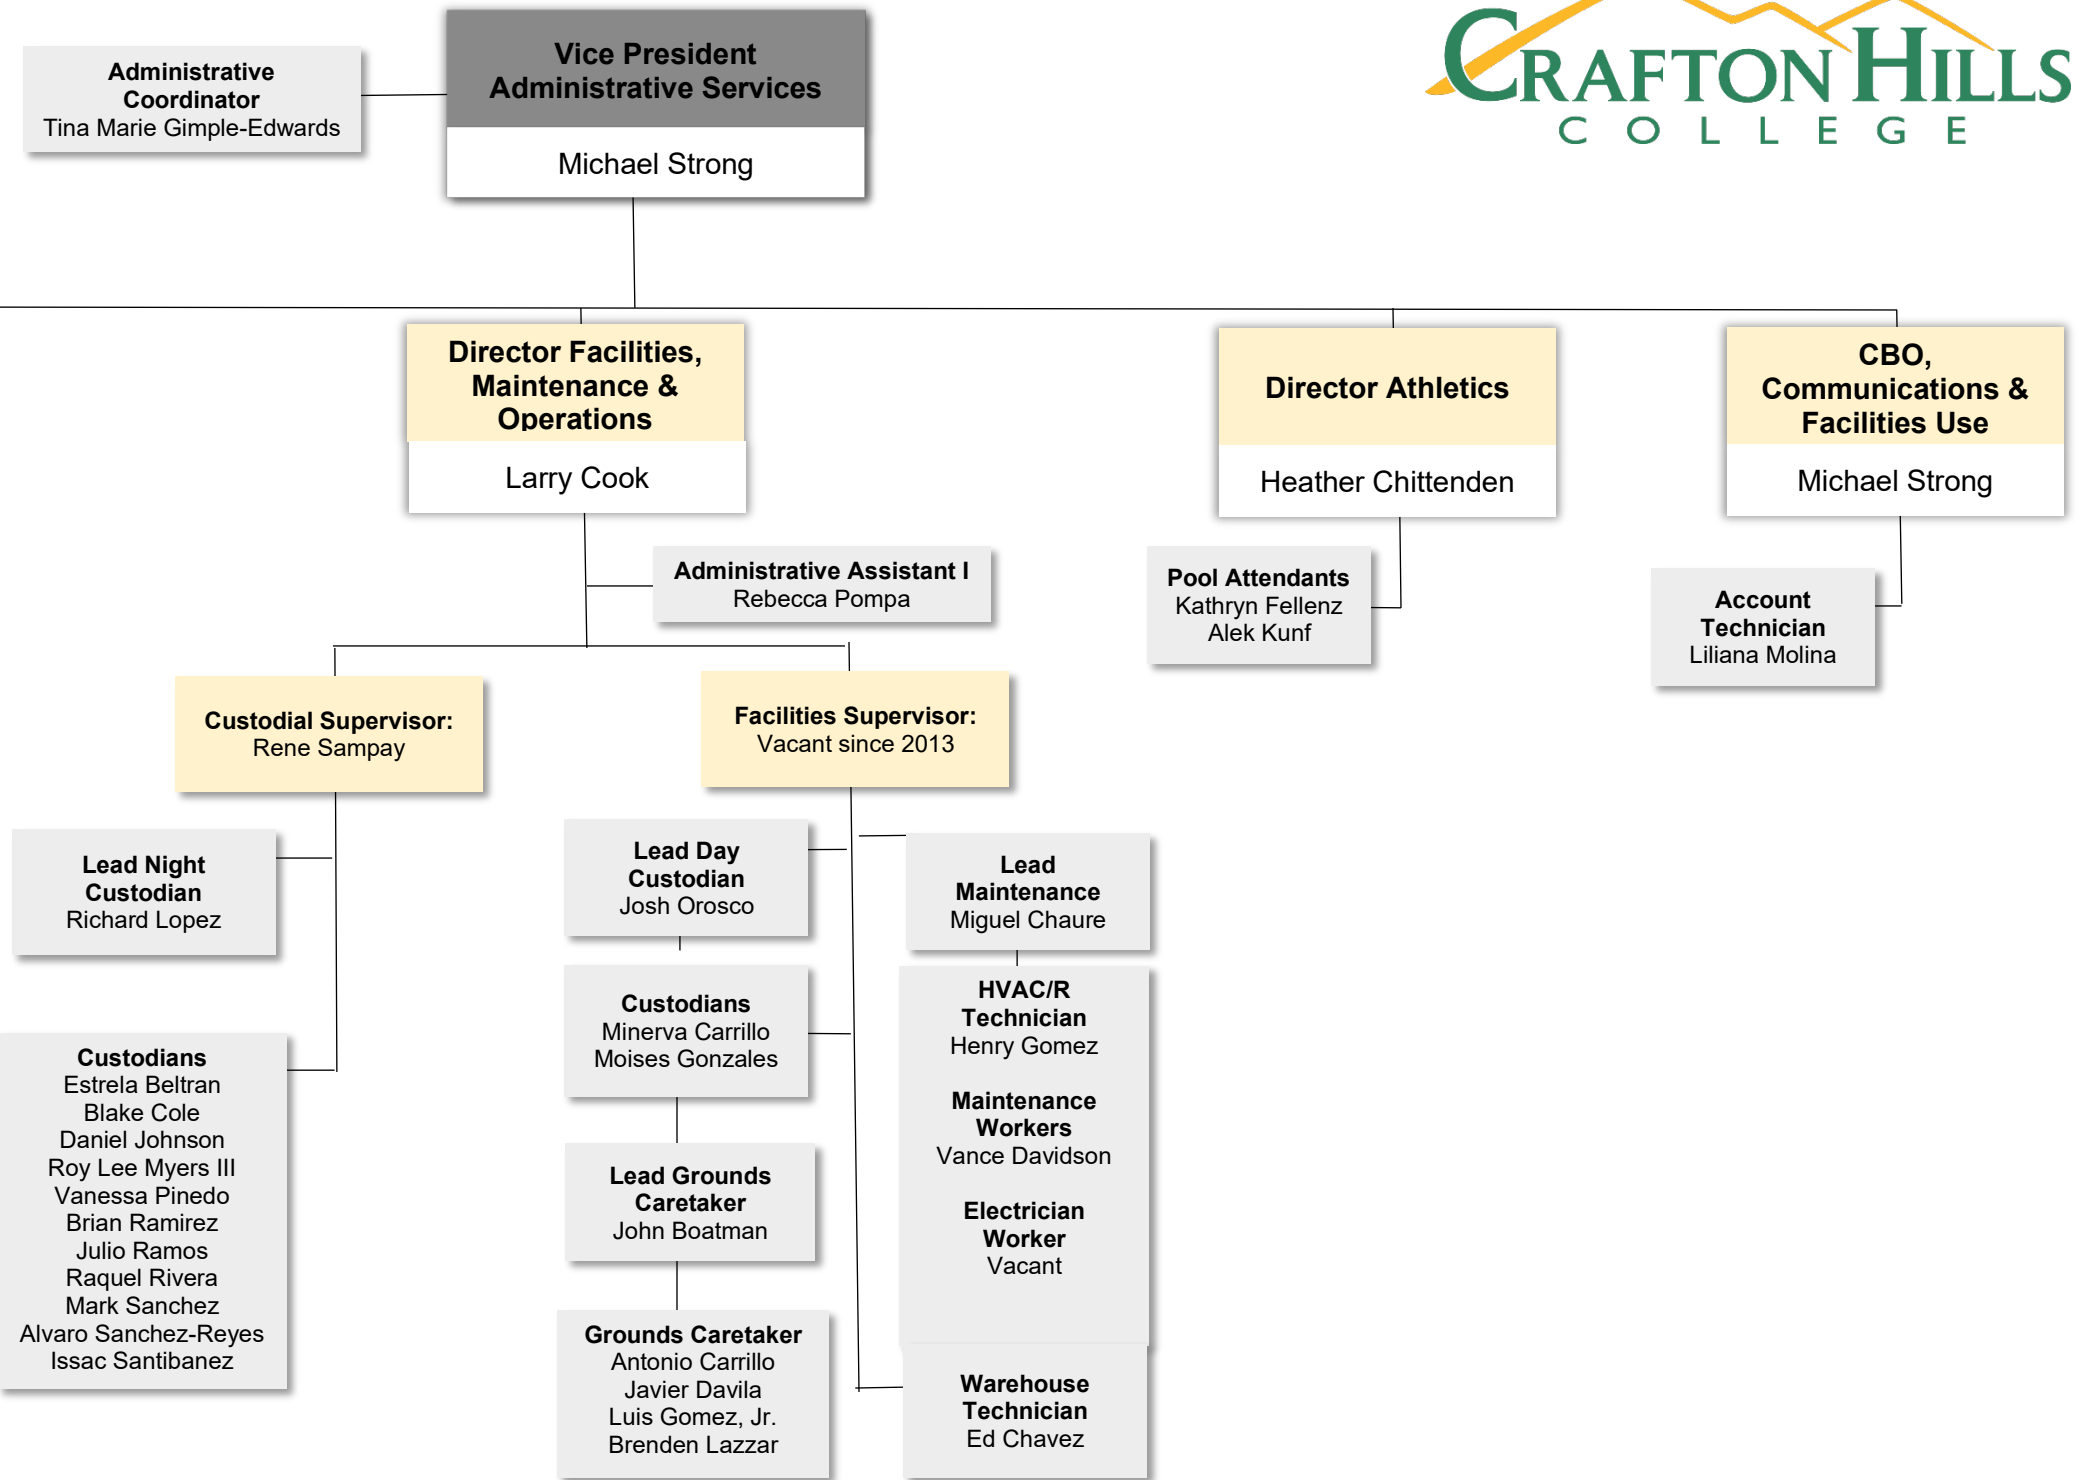 CRAFTON HILLS
COLLEGE
Administrative
Coordinator
Tina Marie Gimple-Edwards
Vice President
Administrative Services
Michael Strong
Director Facilities,
Maintenance &
Operations
Larry Cook
Director Athletics
Heather Chittenden
CBO,
Communications &
Facilities Use
Michael Strong
Administrative Assistant I
Rebecca Pompa
Pool Attendants
Kathryn Fellenz
Alek Kunf
Account
Technician
Liliana Molina
Custodial Supervisor:
Rene Sampay
Facilities Supervisor:
Vacant since 2013
Lead Night
Custodian
Richard Lopez
Custodians
Estrela Beltran
Blake Cole
Daniel Johnson
Roy Lee Myers III
Vanessa Pinedo
Brian Ramirez
Julio Ramos
Raquel Rivera
Mark Sanchez
Alvaro Sanchez-Reyes
Issac Santibanez
Lead Day
Custodian
Josh Orosco
Custodians
Minerva Carrillo
Moises Gonzales
Lead Grounds
Caretaker
John Boatman
Grounds Caretaker
Antonio Carrillo
Javier Davila
Luis Gomez, Jr.
Brenden Lazzar
Lead
Maintenance
Miguel Chaure
HVAC/R
Technician
Henry Gomez
Maintenance
Workers
Vance Davidson
Electrician
Worker
Vacant
Warehouse
Technician
Ed Chavez